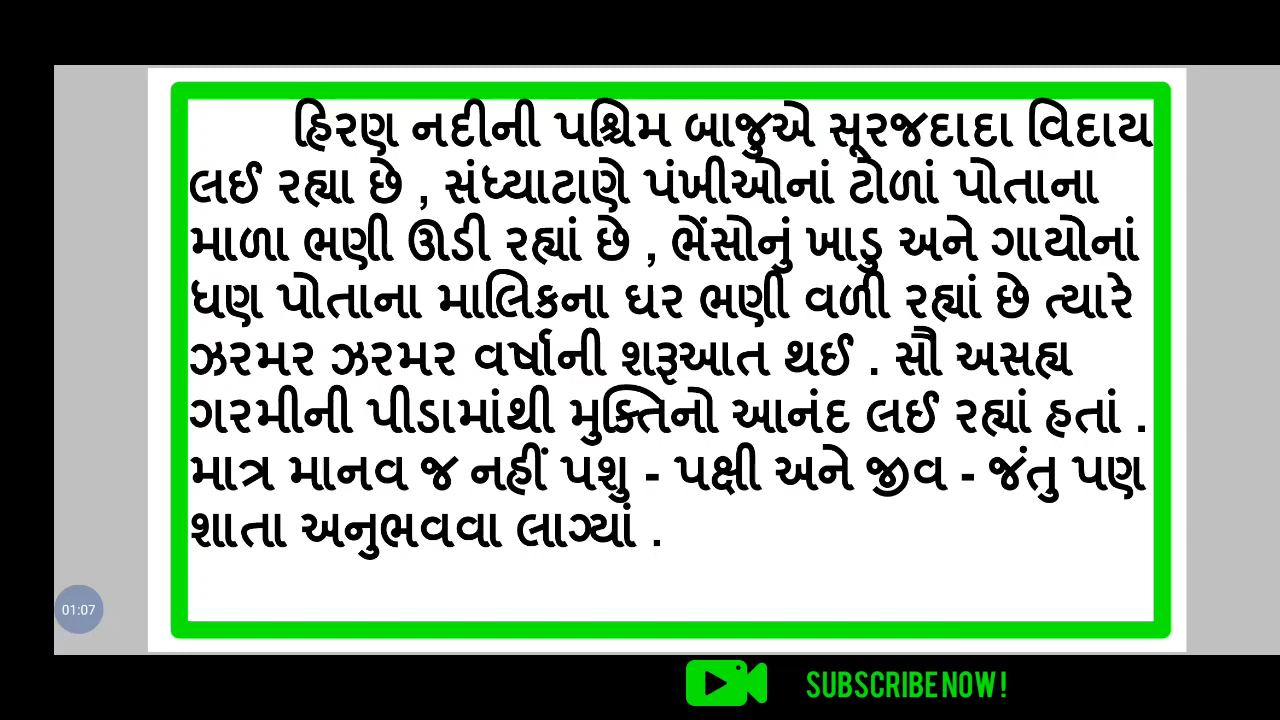 હિરણ નદીની પશ્ચિમ બાજુએ સૂરજદાદા વિદાય
લઈ રહ્યા છે , સંધ્યાટાણે પંખીઓનાં ટોળાં પોતાના
માળા ભણી ઊડી રહ્યાં છે , ભેંસોનું ખાડુ અને ગાયોનાં
ધણ પોતાના માલિકના ઘર ભણી વળી રહ્યાં છે ત્યારે
ઝરમર ઝરમર વર્ષાની શરૂઆત થઈ . સૌ અસહ્ય
ગરમીની પીડામાંથી મુક્તિનો આનંદ લઈ રહ્યાં હતાં .
માત્ર માનવ જ નહીં પશુ - પક્ષી અને જીવ - જંતુ પણ
શાતા અનુભવવા લાગ્યાં .
01:07
SUBSCRIBE NOW !